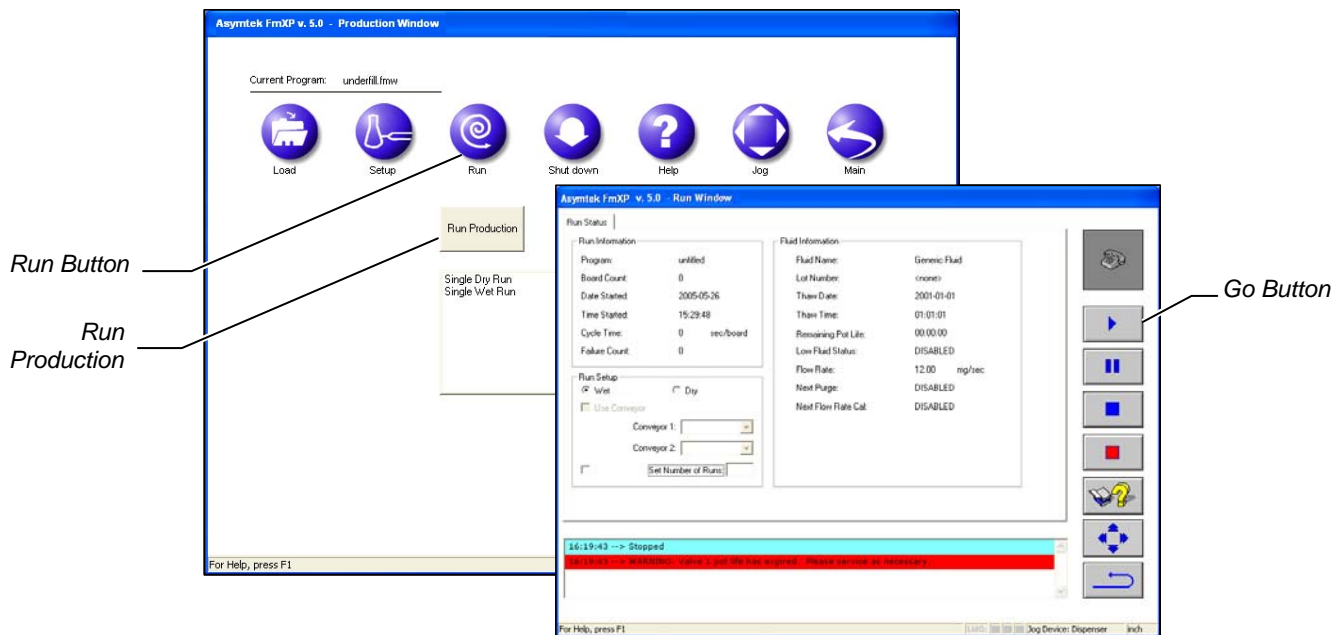 Asymtek FmXP v. 5.0 - Production Window
Current Program: underfill.fmw
Load Setup Run Shut down Help Jog Main
Run Production
Single Dry Run
Single Wet Run
For Help, press F1
Run Button
Run
Production
Go Button
Asymtek FmXP v. 5.0 - Run Window
Run Status
Run Information
Program: untitled
Board Count: 0
Date Started: 2005-05-26
Time Started: 15:29:48
Cycle Time: 0 sec/board
Failure Count: 0
Run Setup
Wet Dry
Use Conveyor
Conveyor 1:
Conveyor 2:
Set Number of Runs:
Fluid Information
Fluid Name: Generic Fluid
Lot Number: <none>
Thaw Date: 2001-01-01
Thaw Time: 01:01:01
Remaining Pot Life: 00:00:00
Low Fluid Status: DISABLED
Flow Rate: 12.00 mg/sec
Next Purge: DISABLED
Next Flow Rate Cal: DISABLED
16:19:43 --> Stopped
16:19:43 --> WARNING: Valve 1 pot life has expired. Please service as necessary.
For Help, press F1
Jog Device: Dispenser inch